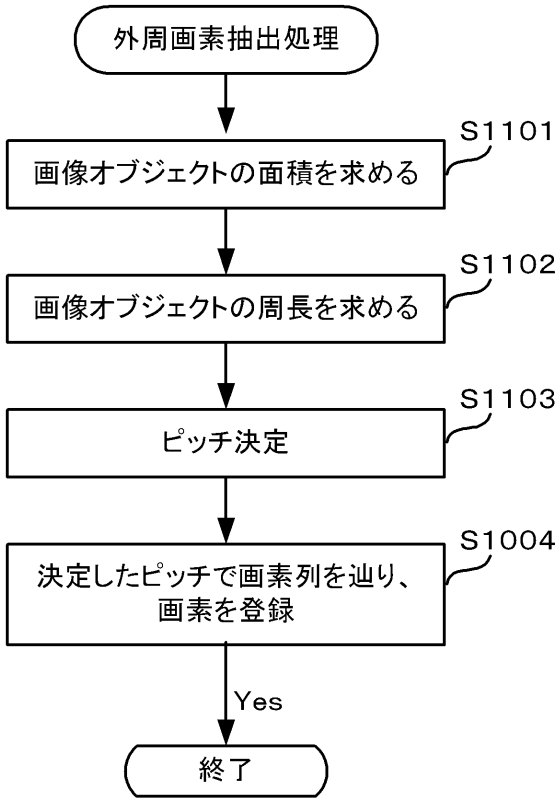 外周画素抽出処理
S1101
画像オブジェクトの面積を求める
S1102
画像オブジェクトの周長を求める
S1103
ピッチ決定
S1004
決定したピッチで画素列を辿り、
画素を登録
Yes
終了